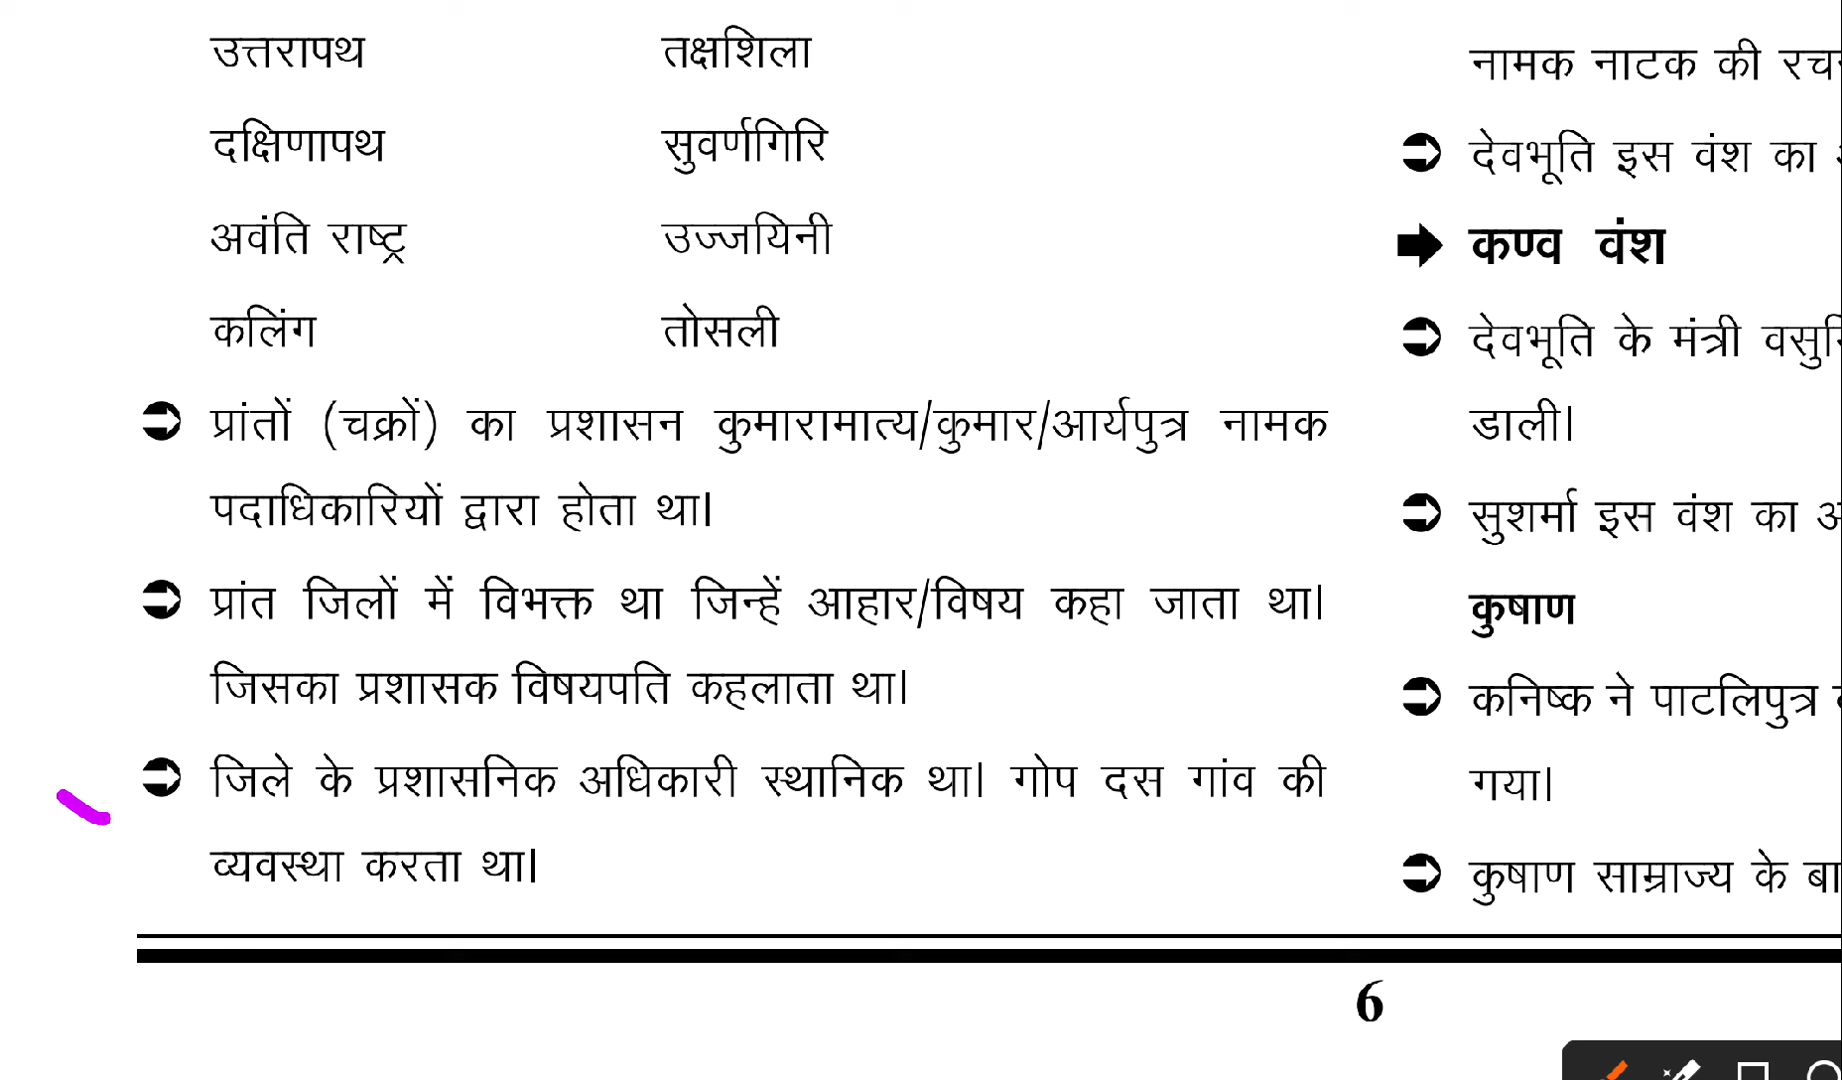 उत्तरापथ तक्षशिला
दक्षिणापथ सुवर्णगिरि
अवंति राष्ट्र उज्जयिनी
कलिंग तोसली
प्रांतों (चक्रों) का प्रशासन कुमारामात्य/कुमार/आर्यपुत्र नामक
पदाधिकारियों द्वारा होता था।
प्रांत जिलों में विभक्त था जिन्हें आहार/विषय कहा जाता था।
जिसका प्रशासक विषयपति कहलाता था।
जिले के प्रशासनिक अधिकारी स्थानिक था। गोप दस गांव की
व्यवस्था करता था।
नामक नाटक की
देवभूति इस वंश का
कण्व वंश
देवभूति के मंत्री
डाली।
सुशर्मा इस वंश का
कुषाण
कनिष्क ने पाटलिपुत्र
गया।
कुषाण साम्राज्य के
6